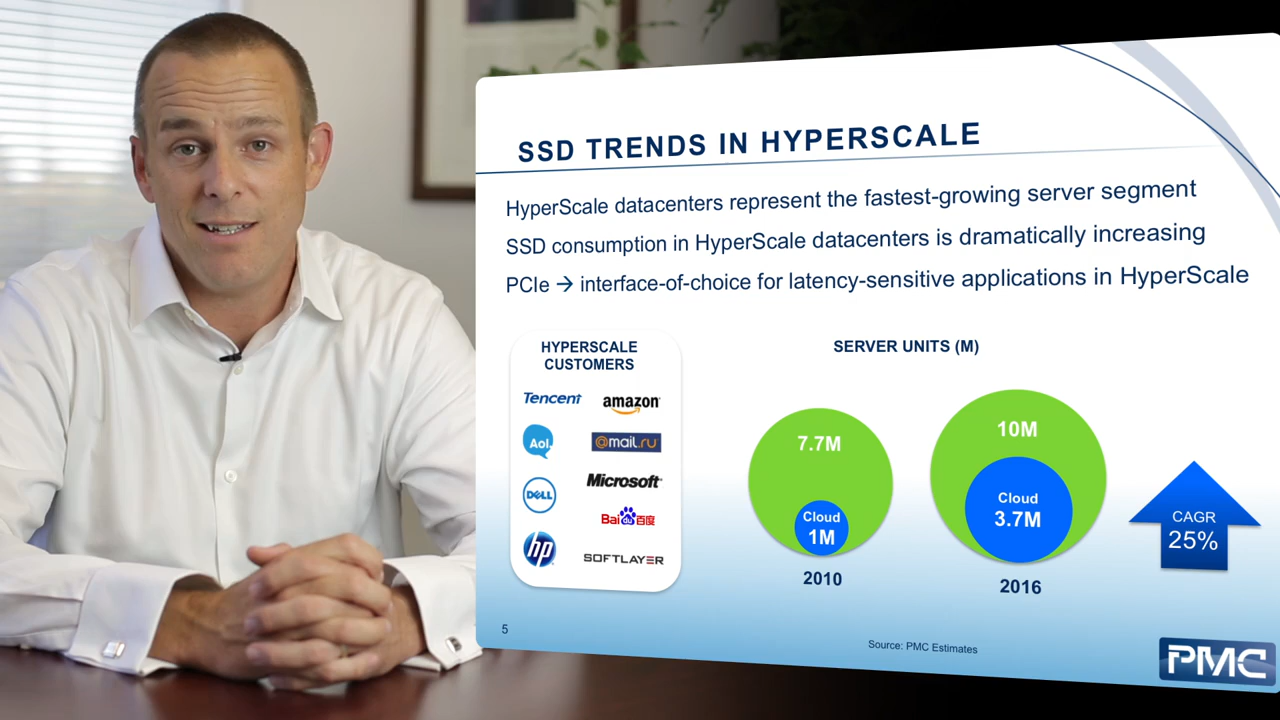 SSD TRENDS IN HYPERSCALE
HyperScale datacenters represent the fastest-growing server segment
SSD consumption in HyperScale datacenters is dramatically increasing
PCIe → interface-of-choice for latency-sensitive applications in HyperScale
HYPERSCALE
CUSTOMERS
Tencent
amazon
Aol.
@mail.ru
DELL
Microsoft
Bai du 百度
hp
SOFTLAYER
SERVER UNITS (M)
7.7M
Cloud
1M
2010
10M
Cloud
3.7M
2016
CAGR
25%
5
Source: PMC Estimates
PMC